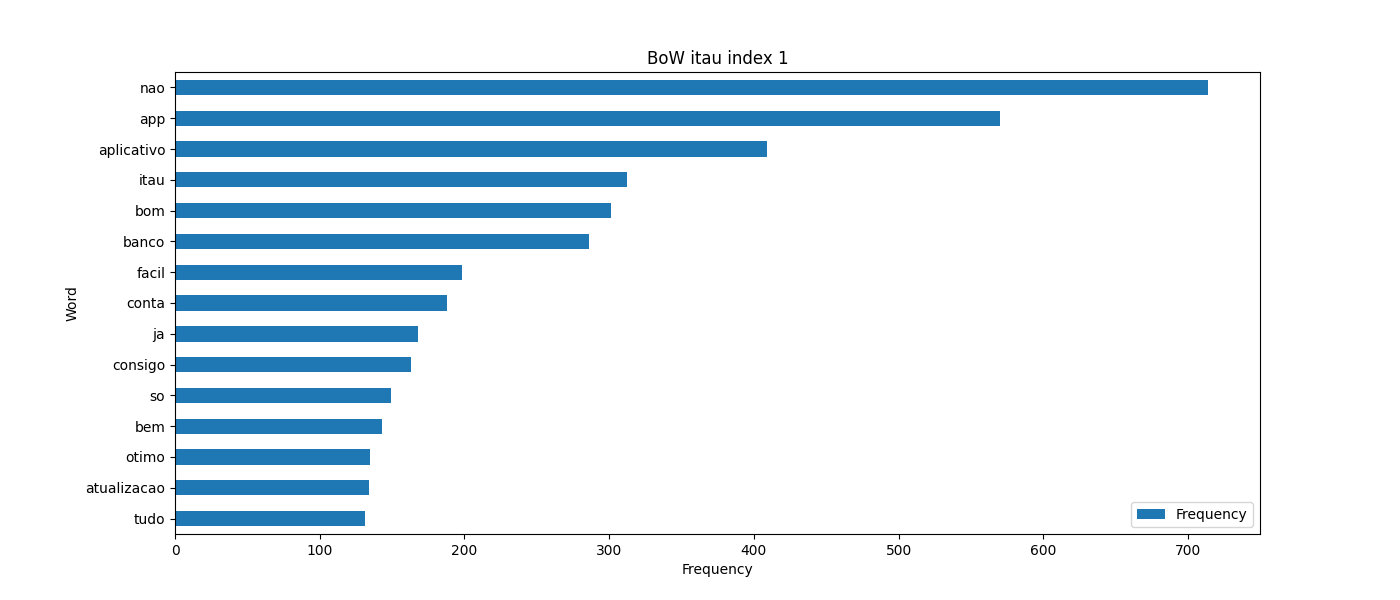 BoW itau index 1
nao
app
aplicativo
itau
bom
banco
facil
conta
ja
consigo
so
bem
otimo
atualizacao
tudo
Word
0 100 200 300 400 500 600 700
Frequency
Frequency